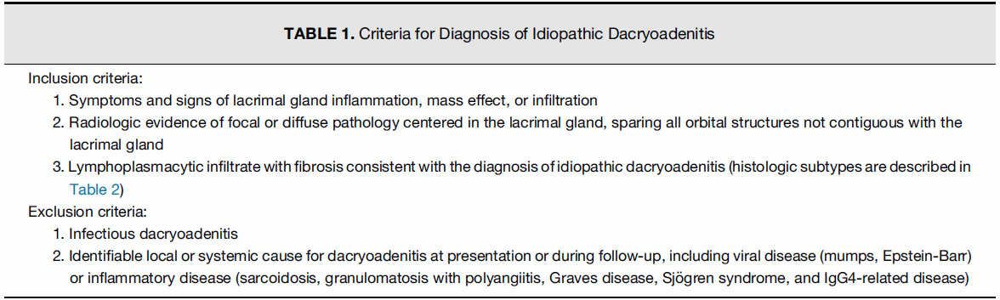 TABLE 1. Criteria for Diagnosis of Idiopathic Dacryoadenitis
Inclusion criteria:
1. Symptoms and signs of lacrimal gland inflammation, mass effect, or infiltration
2. Radiologic evidence of focal or diffuse pathology centered in the lacrimal gland, sparing all orbital structures not contiguous with the
lacrimal gland
3. Lymphoplasmacytic infiltrate with fibrosis consistent with the diagnosis of idiopathic dacryoadenitis (histologic subtypes are described in
Table 2)
Exclusion criteria:
1. Infectious dacryoadenitis
2. Identifiable local or systemic cause for dacryoadenitis at presentation or during follow-up, including viral disease (mumps, Epstein-Barr)
or inflammatory disease (sarcoidosis, granulomatosis with polyangiitis, Graves disease, Sjögren syndrome, and IgG4-related disease)